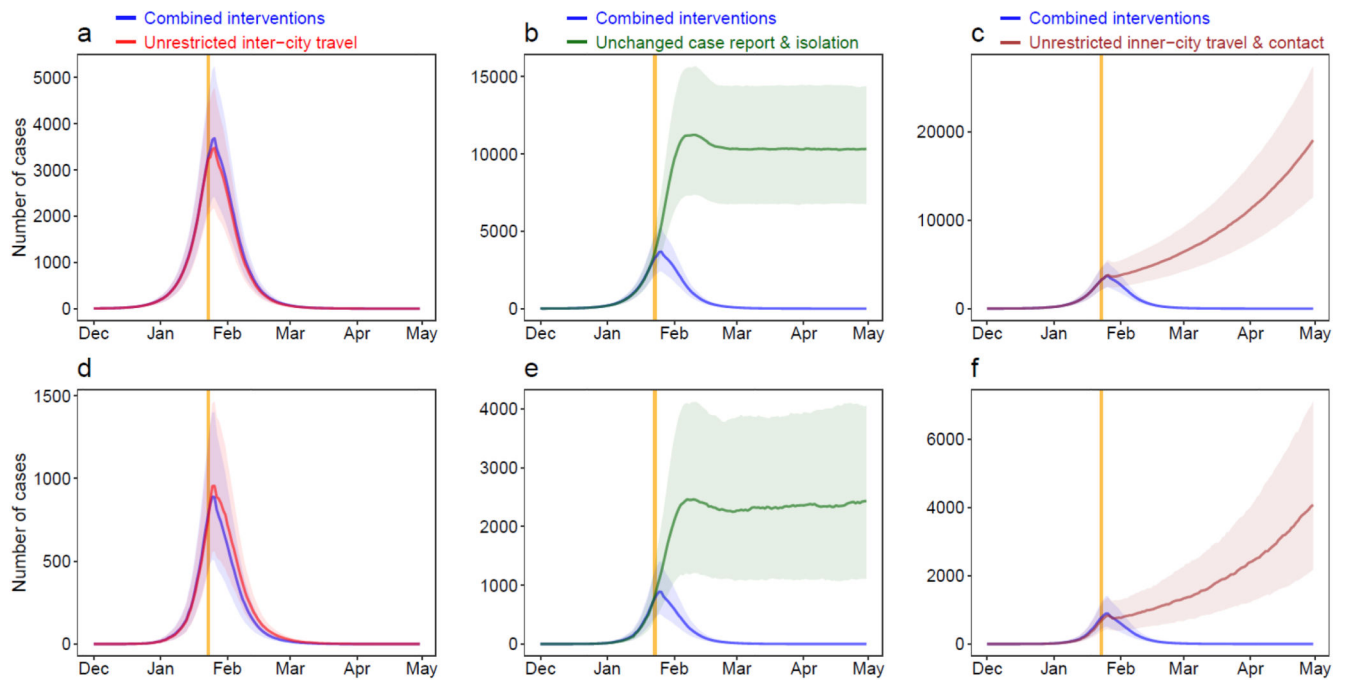 a
Combined interventions
Unrestricted inter-city travel
Number of cases
5000
4000
3000
2000
1000
0
Dec Jan Feb Mar Apr May
b
Combined interventions
Unchanged case report & isolation
15000
10000
5000
0
Dec Jan Feb Mar Apr May
c
Combined interventions
Unrestricted inner-city travel & contact
20000
10000
0
Dec Jan Feb Mar Apr May
d
Number of cases
1500
1000
500
0
Dec Jan Feb Mar Apr May
e
4000
3000
2000
1000
0
Dec Jan Feb Mar Apr May
f
6000
4000
2000
0
Dec Jan Feb Mar Apr May